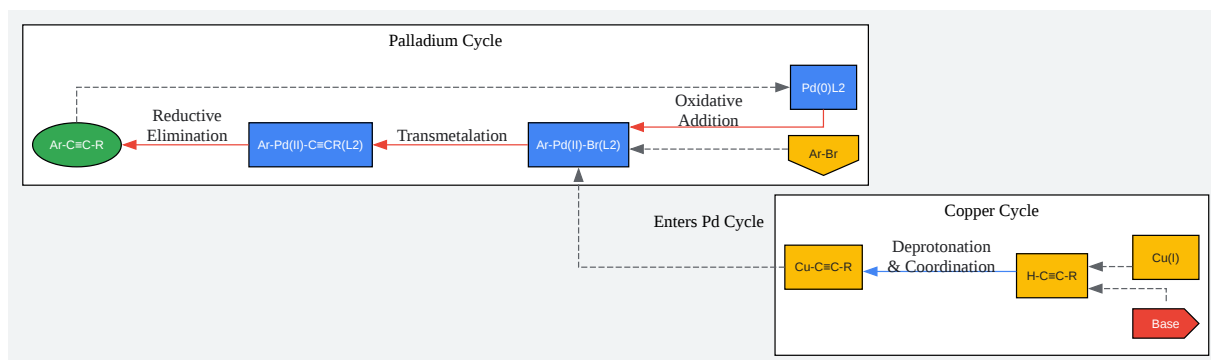 Palladium Cycle
Pd(0)L2
Oxidative
Addition
Reductive
Elimination
Transmetalation
Ar-C≡C-R
Ar-Pd(II)-C≡CR(L2)
Ar-Pd(II)-Br(L2)
Ar-Br
Enters Pd Cycle
Copper Cycle
Deprotonation
& Coordination
Cu-C≡C-R
H-C≡C-R
Cu(I)
Base